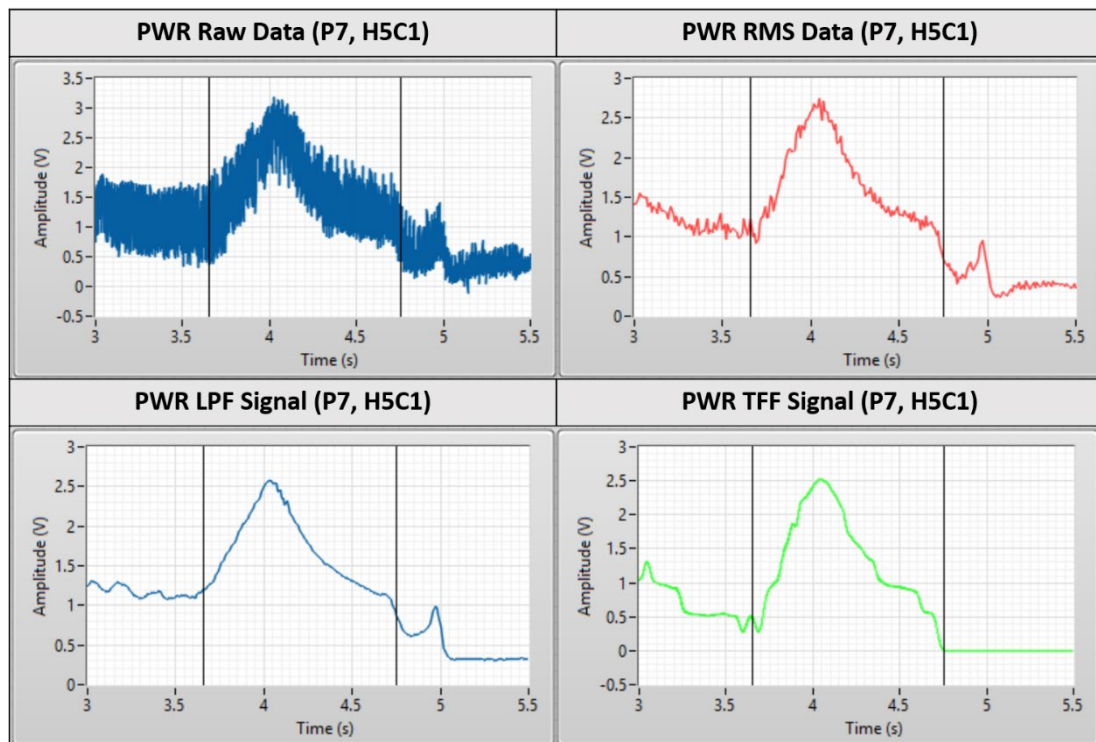 PWR Raw Data (P7, H5C1)
PWR RMS Data (P7, H5C1)
Amplitude (V)
3.5
3
2.5
2
1.5
1
0.5
0
-0.5
3 3.5 4 4.5 5 5.5
Time (s)
Amplitude (V)
3
2.5
2
1.5
1
0.5
0
3 3.5 4 4.5 5 5.5
Time (s)
PWR LPF Signal (P7, H5C1)
PWR TFF Signal (P7, H5C1)
Amplitude (V)
3
2.5
2
1.5
1
0.5
0
3 3.5 4 4.5 5 5.5
Time (s)
Amplitude (V)
3
2.5
2
1.5
1
0.5
0
-0.5
3 3.5 4 4.5 5 5.5
Time (s)